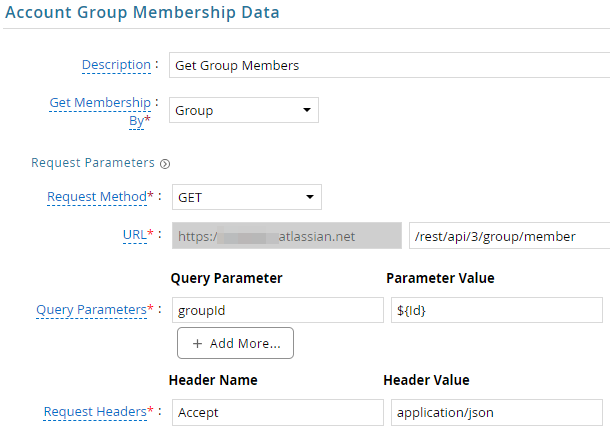 Account Group Membership Data
Description : Get Group Members
Get Membership By* : Group
Request Parameters
Request Method* : GET
URL* : https:/ atlassian.net /rest/api/3/group/member
Query Parameter Parameter Value
Query Parameters* : groupId ${Id}
+ Add More...
Header Name Header Value
Request Headers* : Accept application/json